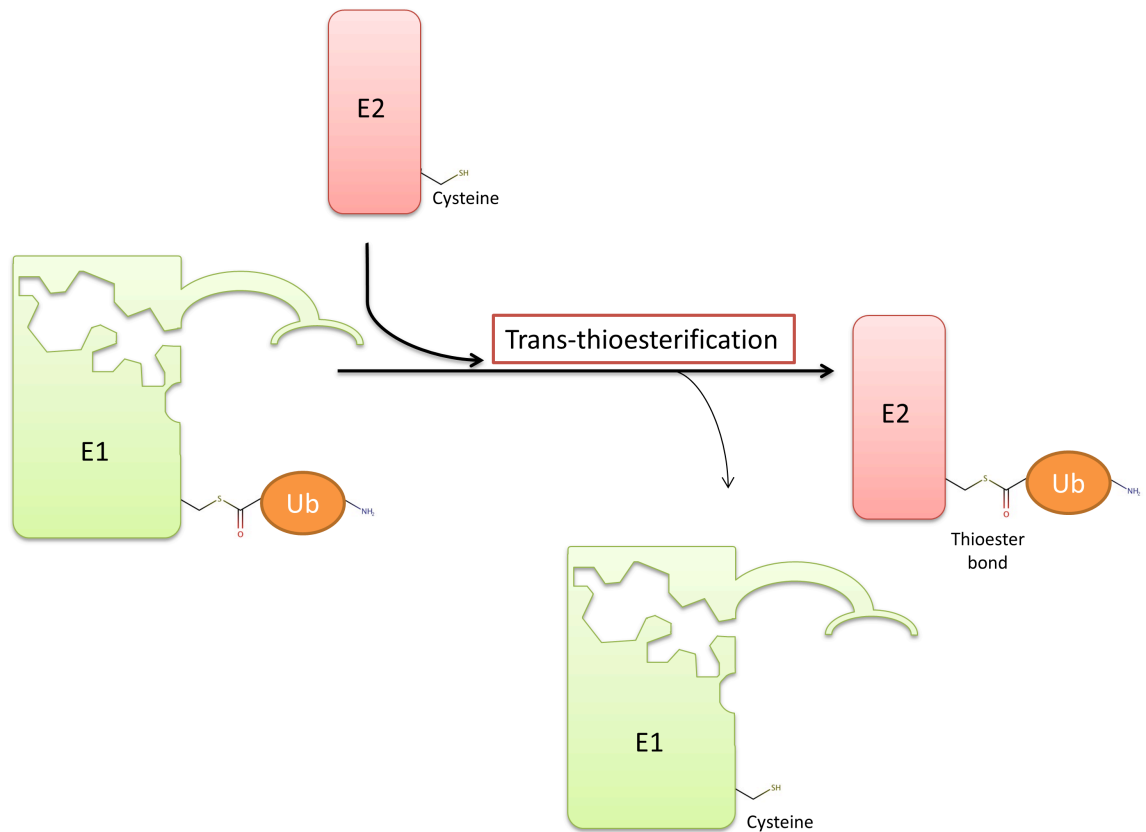 E2
SH
Cysteine
Trans-thioesterification
E1
S
O
Ub
NH₂
E2
S
O
Ub
NH₂
Thioester
bond
E1
SH
Cysteine